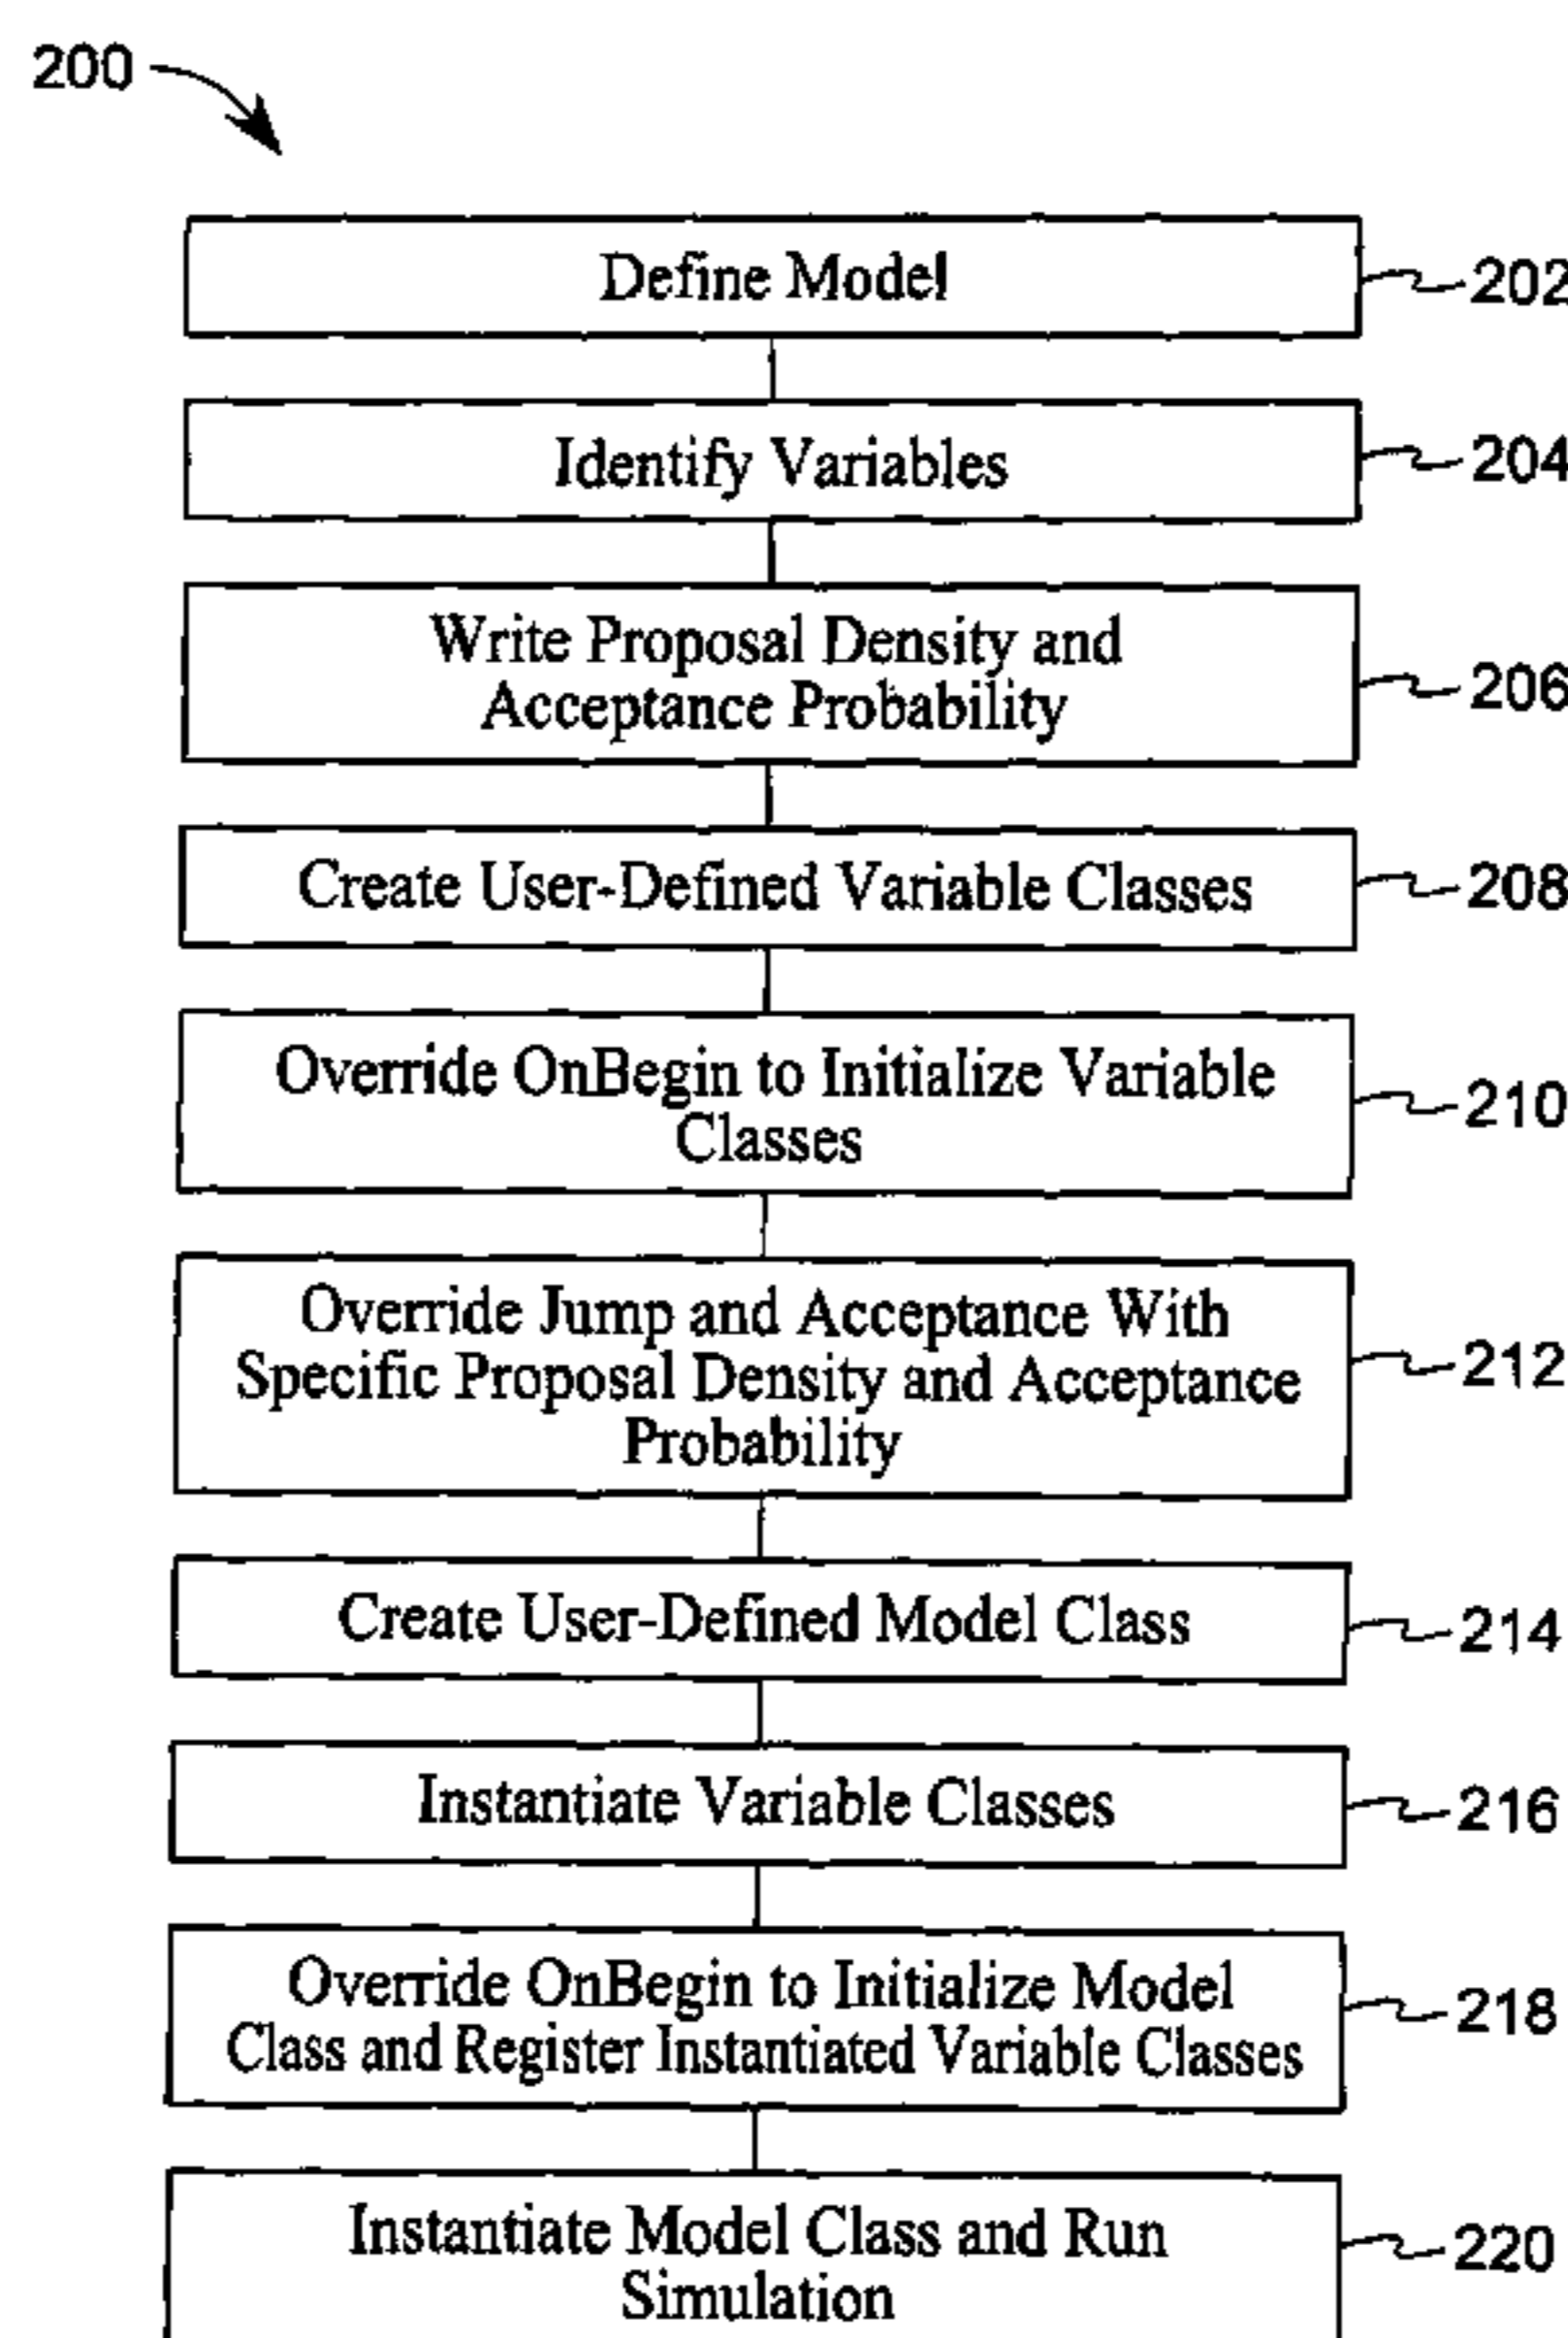 200
Define Model
202
Identify Variables
204
Write Proposal Density and
Acceptance Probability
206
Create User-Defined Variable Classes
208
Override OnBegin to Initialize Variable
Classes
210
Override Jump and Acceptance With
Specific Proposal Density and Acceptance
Probability
212
Create User-Defined Model Class
214
Instantiate Variable Classes
216
Override OnBegin to Initialize Model
Class and Register Instantiated Variable Classes
218
Instantiate Model Class and Run
Simulation
220